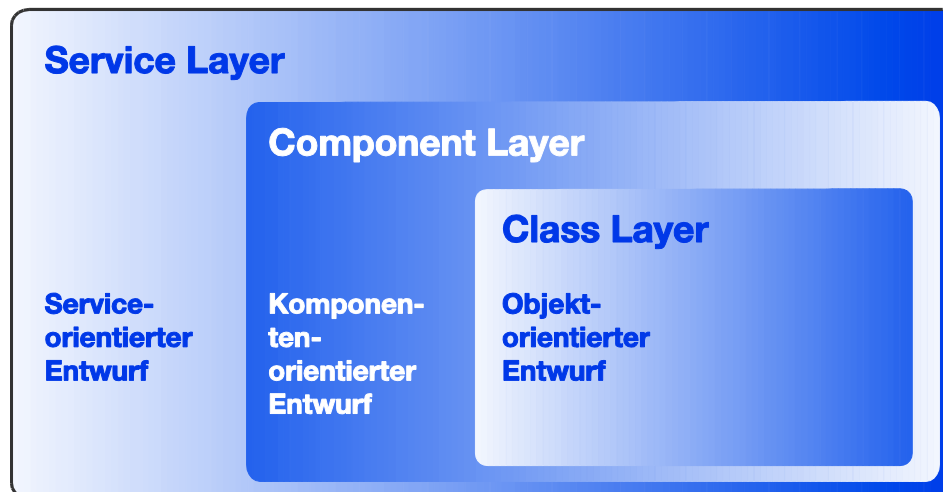 Service Layer
Component Layer
Class Layer
Service-
orientierter
Entwurf
Komponen-
ten-
orientierter
Entwurf
Objekt-
orientierter
Entwurf